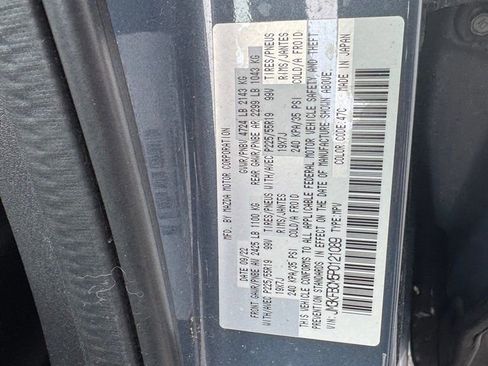 MFD. BY MAZDA MOTOR CORPORATION
DATE: 09/22 GVWR/PNBV 4724 LB 2143 KG
FRONT GAWR/PNBE AV 2425 LB 1100 KG REAR GAWR/PNBE AR 2299 LB 1043 KG
WITH/AVEC P225/55R19 99V TIRES/PNEUS WITH/AVEC P225/55R19 99V TIRES/PNEUS
19X7J RIMS/JANTES 19X7J RIMS/JANTES
240 KPA/35 PSI COLD/A FROID: 240 KPA/35 PSI COLD/A FROID:
THIS VEHICLE CONFORMS TO ALL APPLICABLE FEDERAL MOTOR VEHICLE SAFETY AND THEFT
PREVENTION STANDARDS IN EFFECT ON THE DATE OF MANUFACTURE SHOWN ABOVE.
VIN: TYPE:MPV COLOR CODE:47C MADE IN JAPAN